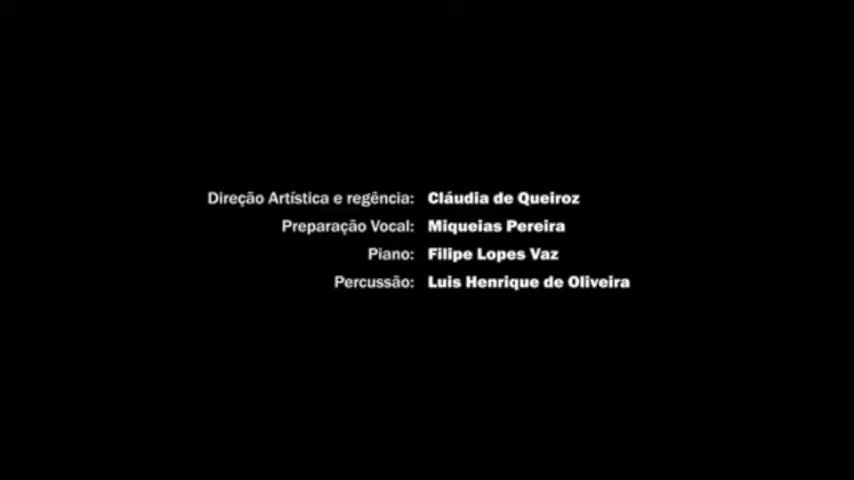 Direção Artística e regência: Cláudia de Queiroz
Preparação Vocal: Miqueias Pereira
Piano: Filipe Lopes Vaz
Percussão: Luis Henrique de Oliveira